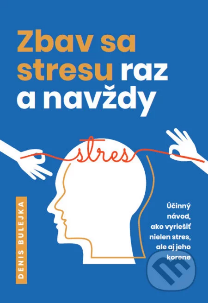 Zbav sa
stresu raz
a navždy
stres
Účinný
návod,
ako vyriešiť
nielen stres,
ale aj jeho
korene
DENIS BULEJKA
m